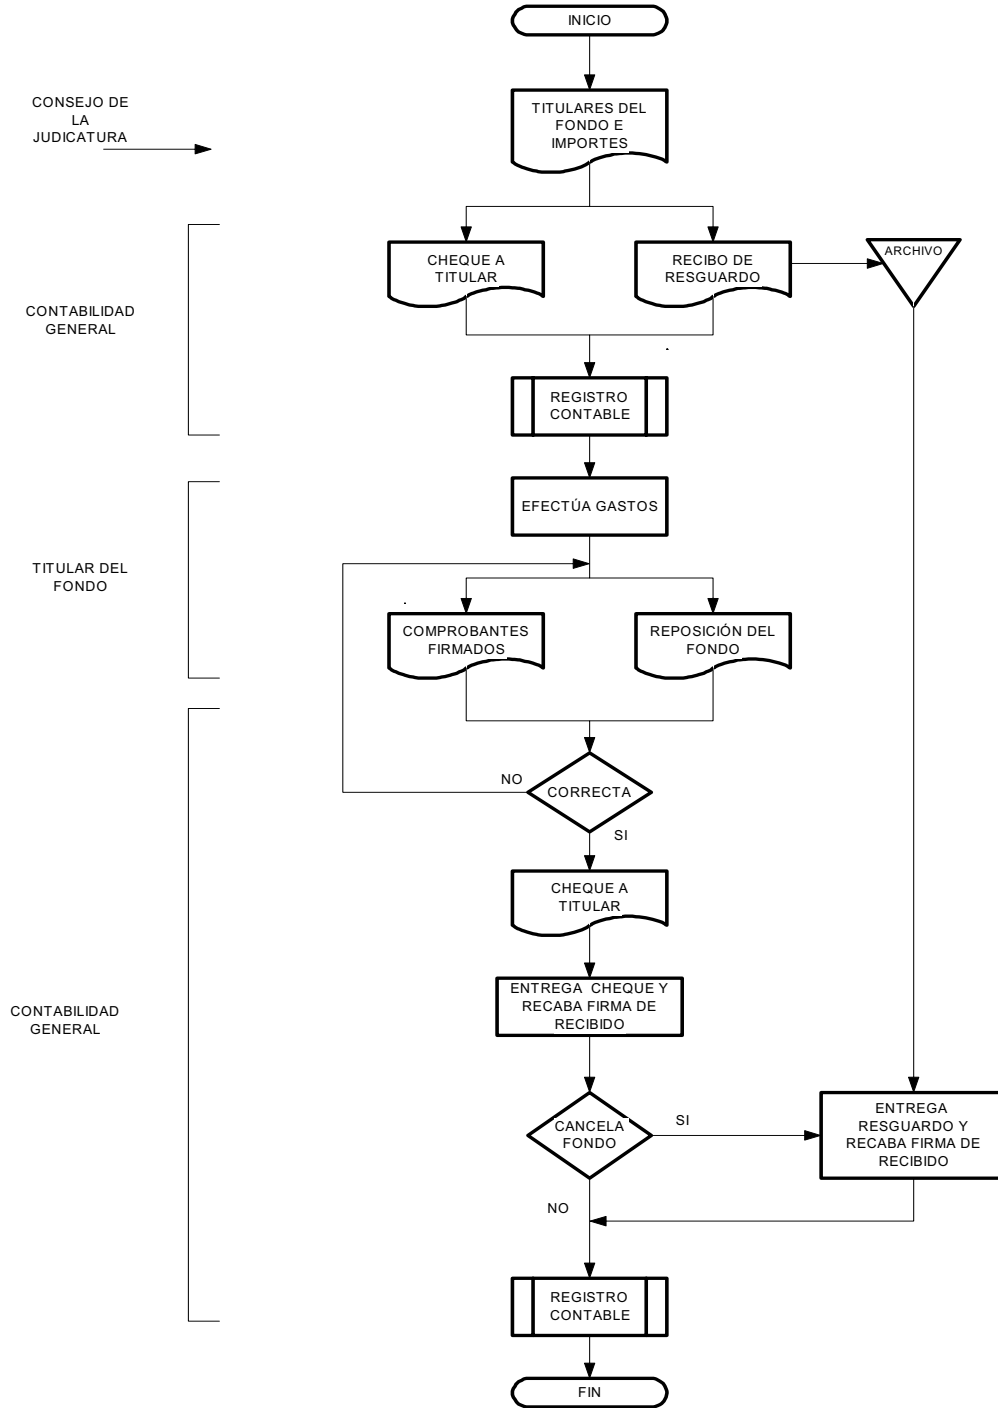 INICIO
CONSEJO DE
LA
JUDICATURA
TITULARES DEL
FONDO E
IMPORTES
CONTABILIDAD
GENERAL
CHEQUE A
TITULAR
RECIBO DE
RESGUARDO
ARCHIVO
REGISTRO
CONTABLE
TITULAR DEL
FONDO
EFECTÚA GASTOS
COMPROBANTES
FIRMADOS
REPOSICIÓN DEL
FONDO
CONTABILIDAD
GENERAL
NO
CORRECTA
SI
CHEQUE A
TITULAR
ENTREGA CHEQUE Y
RECABA FIRMA DE
RECIBIDO
CANCELA
FONDO
SI
ENTREGA
RESGUARDO Y
RECABA FIRMA DE
RECIBIDO
NO
REGISTRO
CONTABLE
FIN